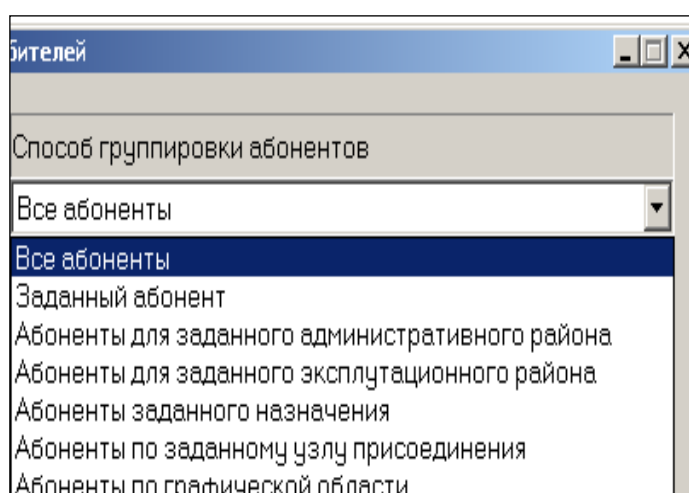 бителей
Способ группировки абонентов
Все абоненты
Все абоненты
Заданный абонент
Абоненты для заданного административного района
Абоненты для заданного эксплутационного района
Абоненты заданного назначения
Абоненты по заданному узлу присоединения
Абоненты по графической области